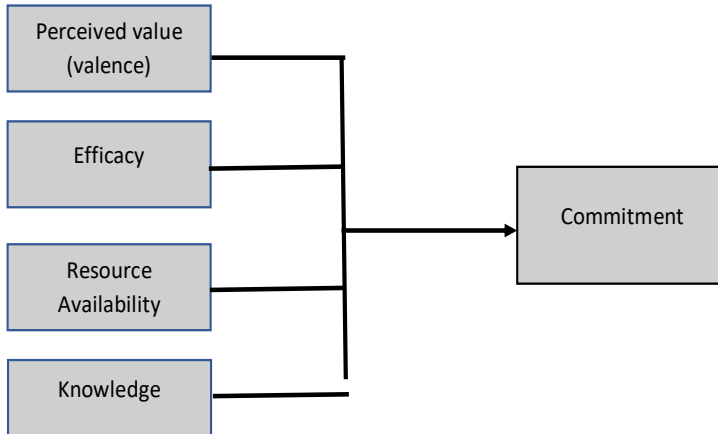 Perceived value
(valence)
Efficacy
Commitment
Resource
Availability
Knowledge